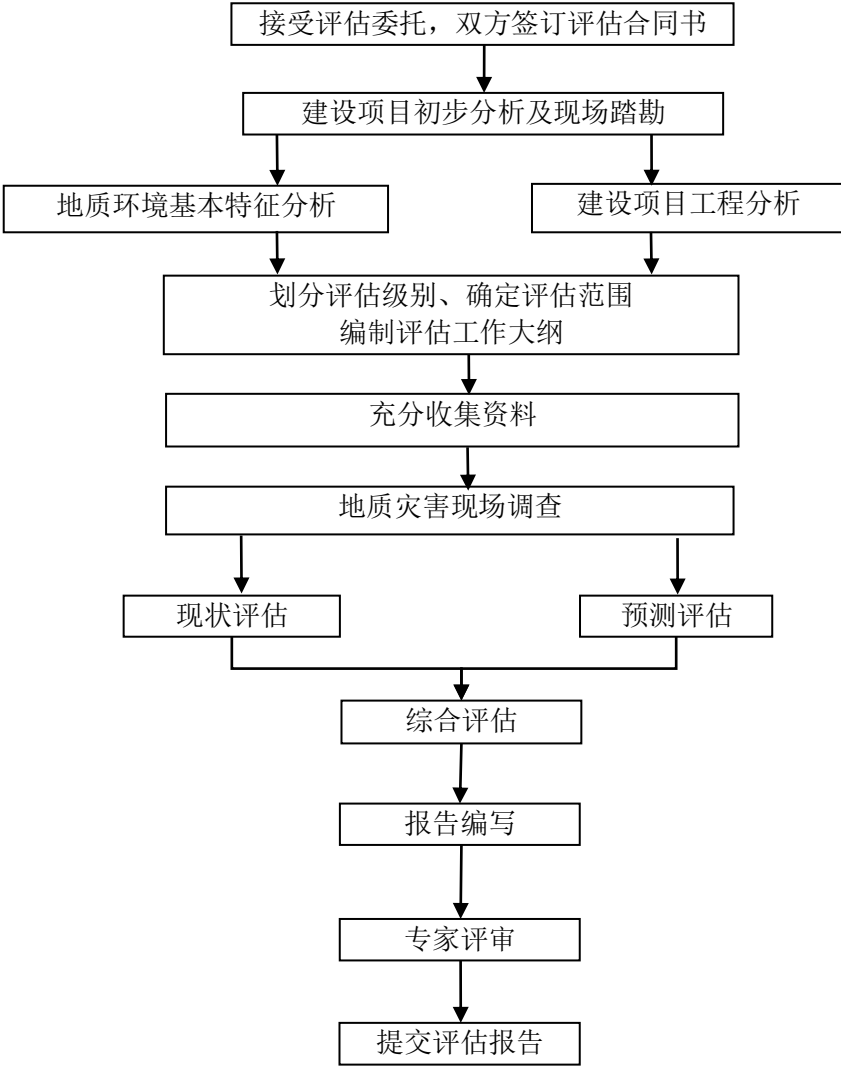 接受评估委托，双方签订评估合同书
建设项目初步分析及现场踏勘
地质环境基本特征分析
建设项目工程分析
划分评估级别、确定评估范围
编制评估工作大纲
充分收集资料
地质灾害现场调查
现状评估
预测评估
综合评估
报告编写
专家评审
提交评估报告